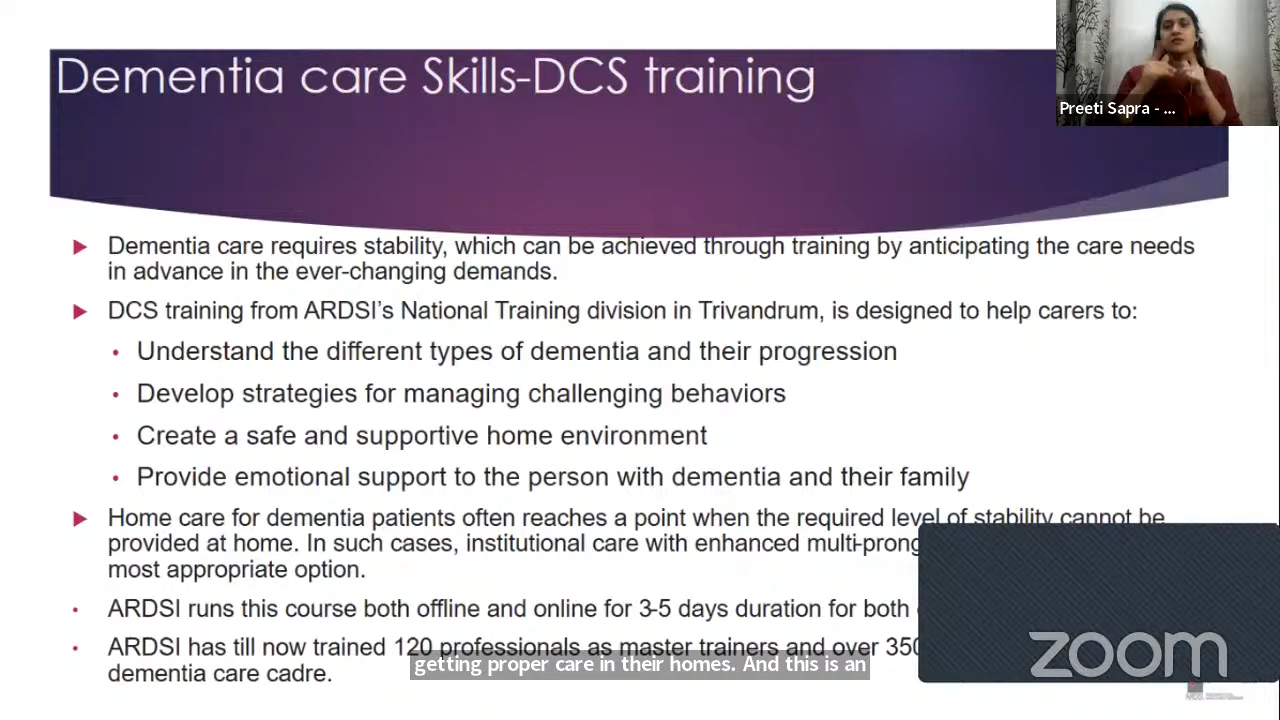 Dementia care Skills-DCS training
Preeti Sapra - ...
Dementia care requires stability, which can be achieved through training by anticipating the care needs
in advance in the ever-changing demands.
DCS training from ARDSI's National Training division in Trivandrum, is designed to help carers to:
• Understand the different types of dementia and their progression
• Develop strategies for managing challenging behaviors
• Create a safe and supportive home environment
• Provide emotional support to the person with dementia and their family
Home care for dementia patients often reaches a point when the required level of stability cannot be
provided at home. In such cases, institutional care with enhanced
most appropriate option.
• ARDSI runs this course both offline and online for 3-5 days duration for both
• ARDSI has till now trained 120 professionals as master trainers and over 350
dementia care cadre.
getting proper care in their homes. And this is an
zoom